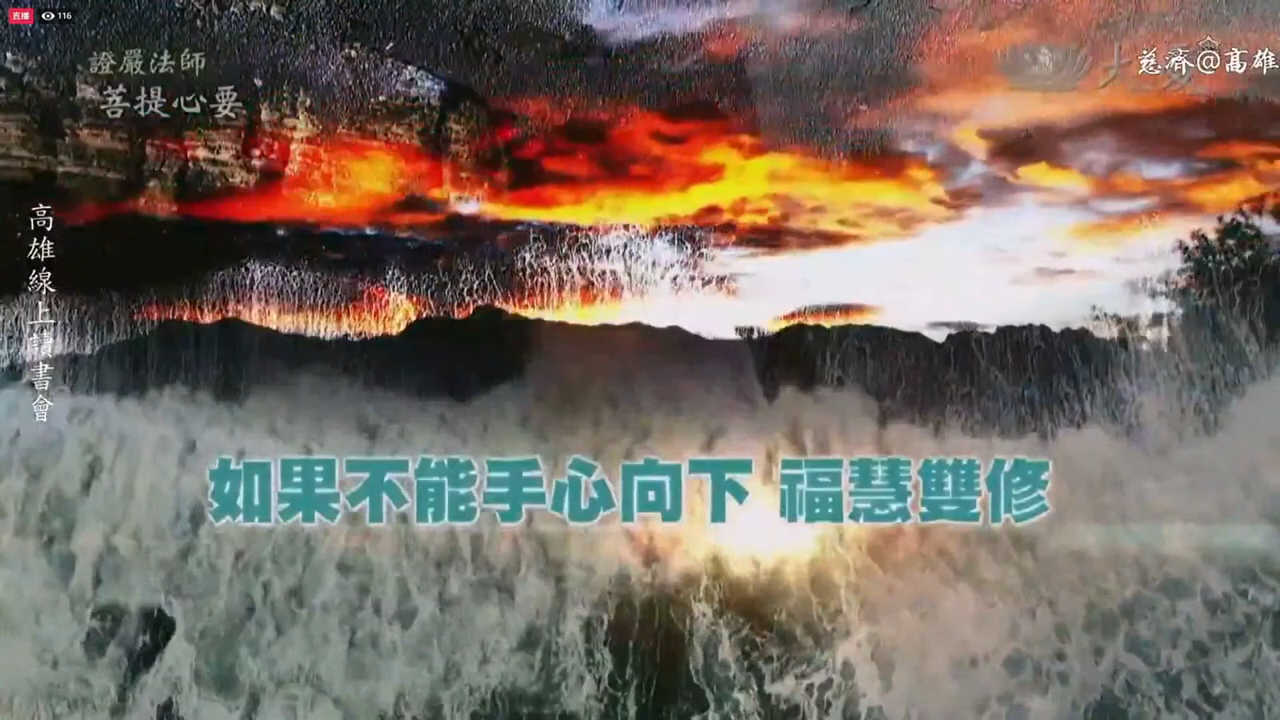 直播 116
證嚴法師
菩提心要
慈濟@高雄
高雄線上讀書會
如果不能手心向下 福慧雙修